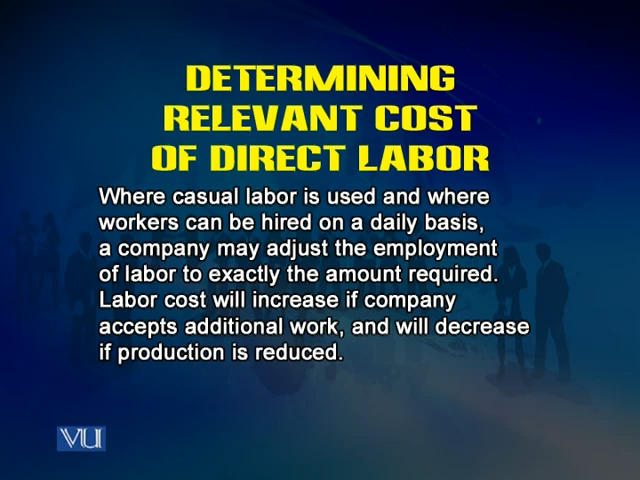 DETERMINING
RELEVANT COST
OF DIRECT LABOR
Where casual labor is used and where
workers can be hired on a daily basis,
a company may adjust the employment
of labor to exactly the amount required.
Labor cost will increase if company
accepts additional work, and will decrease
if production is reduced.
VU